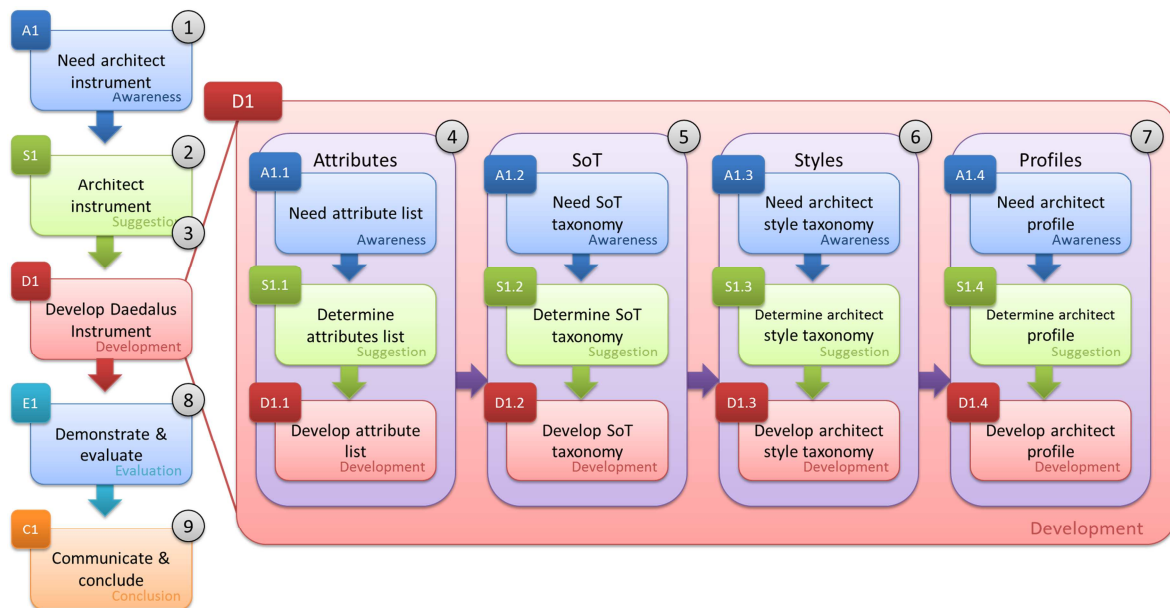 A1
1
Need architect
instrument
Awareness
S1
2
Architect
instrument
Suggestion
3
D1
Develop Daedalus
Instrument
Development
E1
8
Demonstrate &
evaluate
Evaluation
C1
9
Communicate &
conclude
Conclusion
D1
4
Attributes
A1.1
Need attribute list
Awareness
S1.1
Determine
attributes list
Suggestion
D1.1
Develop attribute
list
Development
5
SoT
A1.2
Need SoT
taxonomy
Awareness
S1.2
Determine SoT
taxonomy
Suggestion
D1.2
Develop SoT
taxonomy
Development
6
Styles
A1.3
Need architect
style taxonomy
Awareness
S1.3
Determine architect
style taxonomy
Suggestion
D1.3
Develop architect
style taxonomy
Development
7
Profiles
A1.4
Need architect
profile
Awareness
S1.4
Determine architect
profile
Suggestion
D1.4
Develop architect
profile
Development
Development